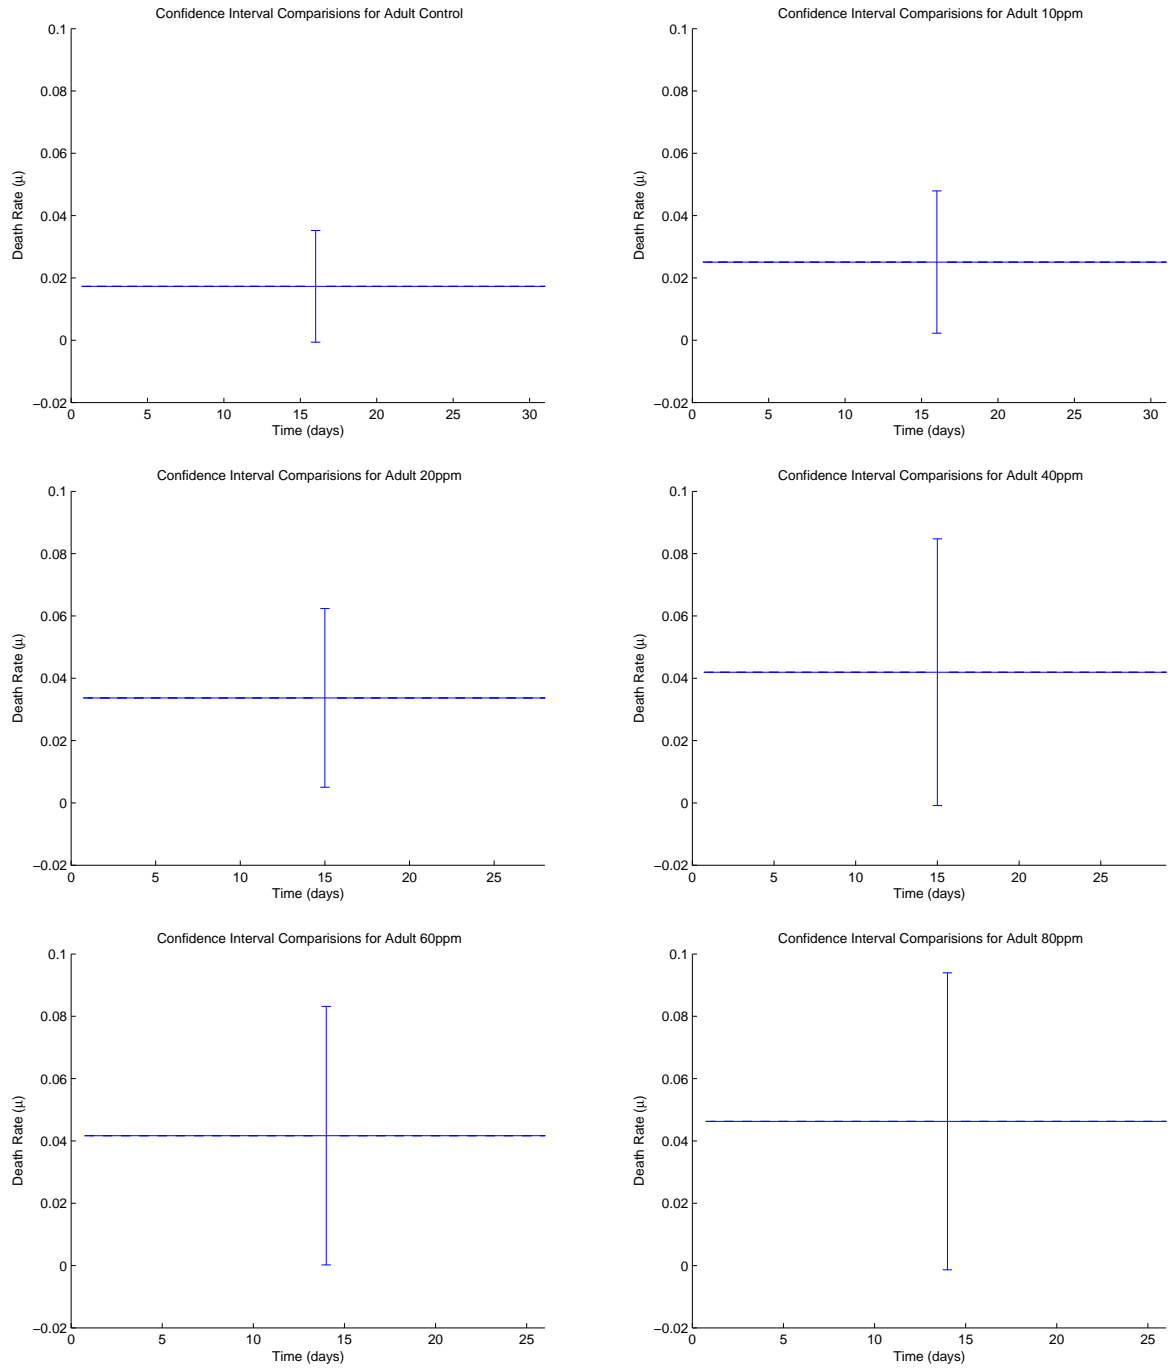 Confidence Interval Comparisions for Adult Control
0.1
0.08
0.06
0.04
0.02
0
−0.02
Death Rate (μ)
0 5 10 15 20 25 30
Time (days)
Confidence Interval Comparisions for Adult 10ppm
0.1
0.08
0.06
0.04
0.02
0
−0.02
Death Rate (μ)
0 5 10 15 20 25 30
Time (days)
Confidence Interval Comparisions for Adult 20ppm
0.1
0.08
0.06
0.04
0.02
0
−0.02
Death Rate (μ)
0 5 10 15 20 25
Time (days)
Confidence Interval Comparisions for Adult 40ppm
0.1
0.08
0.06
0.04
0.02
0
−0.02
Death Rate (μ)
0 5 10 15 20 25
Time (days)
Confidence Interval Comparisions for Adult 60ppm
0.1
0.08
0.06
0.04
0.02
0
−0.02
Death Rate (μ)
0 5 10 15 20 25
Time (days)
Confidence Interval Comparisions for Adult 80ppm
0.1
0.08
0.06
0.04
0.02
0
−0.02
Death Rate (μ)
0 5 10 15 20 25
Time (days)